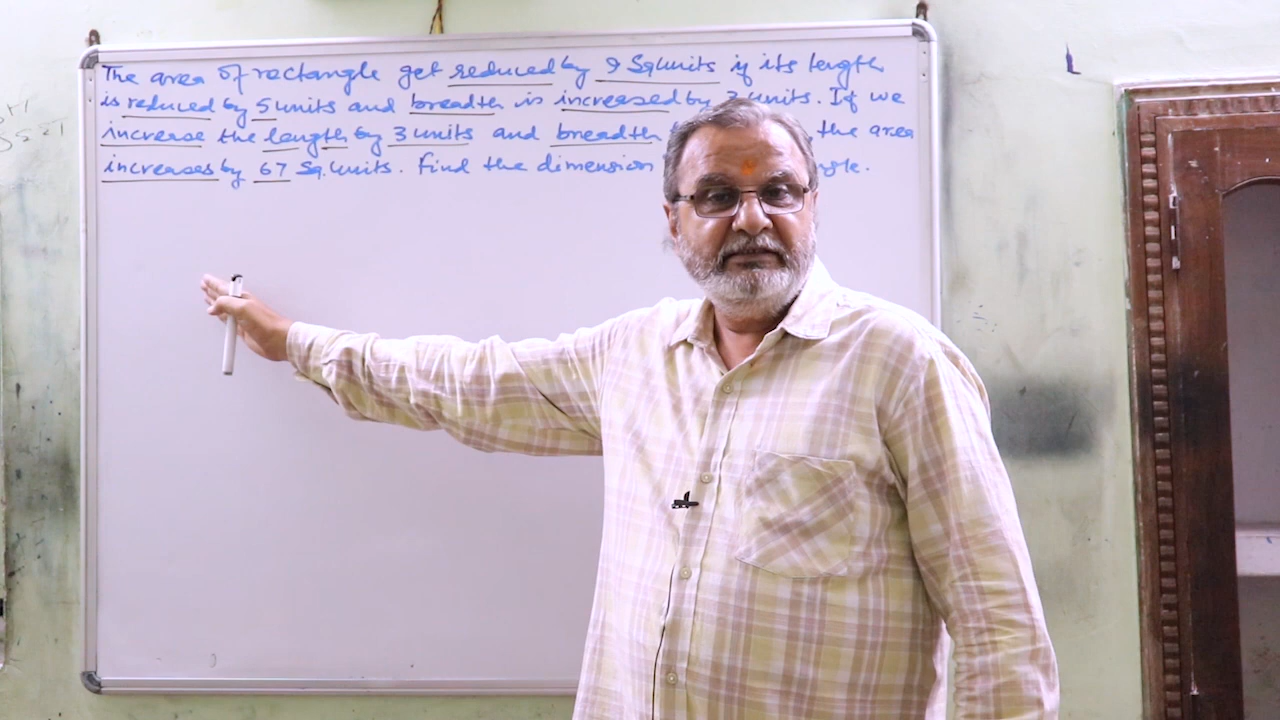 The area of rectangle get reduced by 9 Sq units if its length
is reduced by 5 units and breadth is increased by 3 units. If we
increase the length by 3 units and breadth the area
increases by 67 Sq. units. Find the dimension gle.